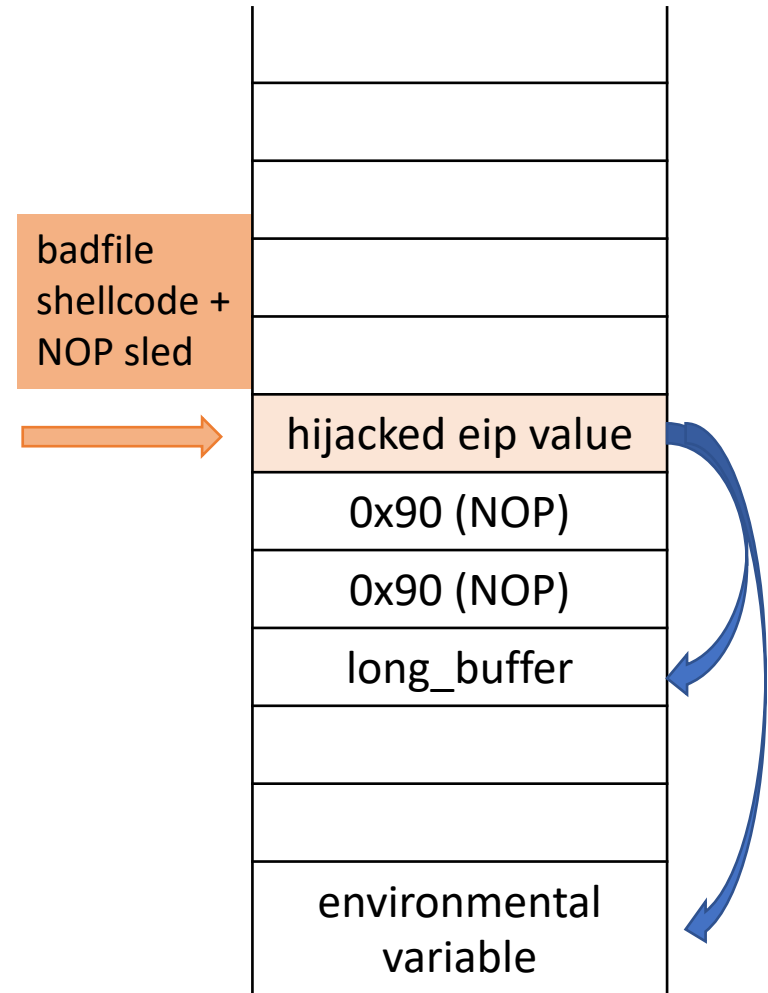 badfile
shellcode +
NOP sled
hijacked eip value
0x90 (NOP)
0x90 (NOP)
long_buffer
environmental
variable